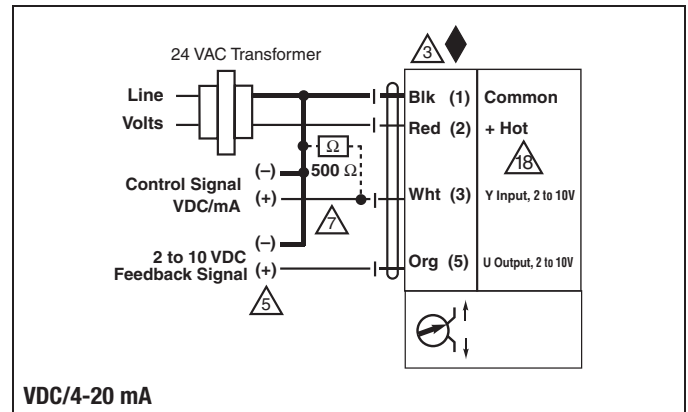 24 VAC Transformer
3
Line
Volts
Blk (1) Common
Red (2) + Hot
18
Ω
500 Ω
(–)
Control Signal
VDC/mA
(+)
7
Wht (3) Y Input, 2 to 10V
(–)
2 to 10 VDC
Feedback Signal (+)
5
Org (5) U Output, 2 to 10V
VDC/4-20 mA